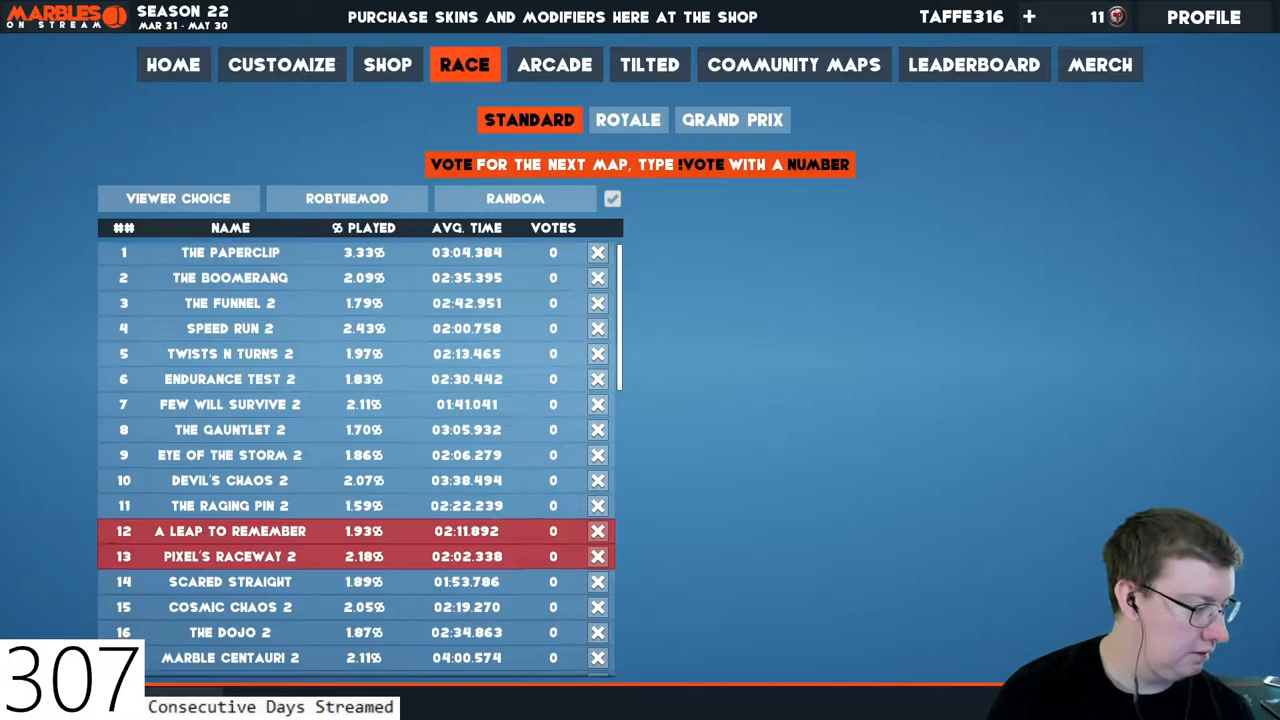 MARBLES
ON STREAM
SEASON 22
MAR 31 - MAY 30
PURCHASE SKINS AND MODIFIERS HERE AT THE SHOP
TAFFE316 + 11
PROFILE
HOME CUSTOMIZE SHOP RACE ARCADE TILTED COMMUNITY MAPS LEADERBOARD MERCH
STANDARD ROYALE GRAND PRIX
VOTE FOR THE NEXT MAP, TYPE !VOTE WITH A NUMBER
VIEWER CHOICE ROBTHEMOD RANDOM
## NAME % PLAYED AVG. TIME VOTES
1 THE PAPERCLIP 3.33% 03:04.384 0
2 THE BOOMERANG 2.09% 02:35.395 0
3 THE FUNNEL 2 1.79% 02:42.951 0
4 SPEED RUN 2 2.43% 02:00.758 0
5 TWISTS N TURNS 2 1.97% 02:13.465 0
6 ENDURANCE TEST 2 1.83% 02:30.442 0
7 FEW WILL SURVIVE 2 2.11% 01:41.041 0
8 THE GAUNTLET 2 1.70% 03:05.932 0
9 EYE OF THE STORM 2 1.86% 02:06.279 0
10 DEVIL'S CHAOS 2 2.07% 03:38.494 0
11 THE RAGING PIN 2 1.59% 02:22.239 0
12 A LEAP TO REMEMBER 1.93% 02:11.892 0
13 PIXEL'S RACEWAY 2 2.18% 02:02.338 0
14 SCARED STRAIGHT 1.89% 01:53.786 0
15 COSMIC CHAOS 2 2.05% 02:19.270 0
16 THE DOJO 2 1.87% 02:34.863 0
MARBLE CENTAURI 2 2.11% 04:00.574 0
307
Consecutive Days Streamed